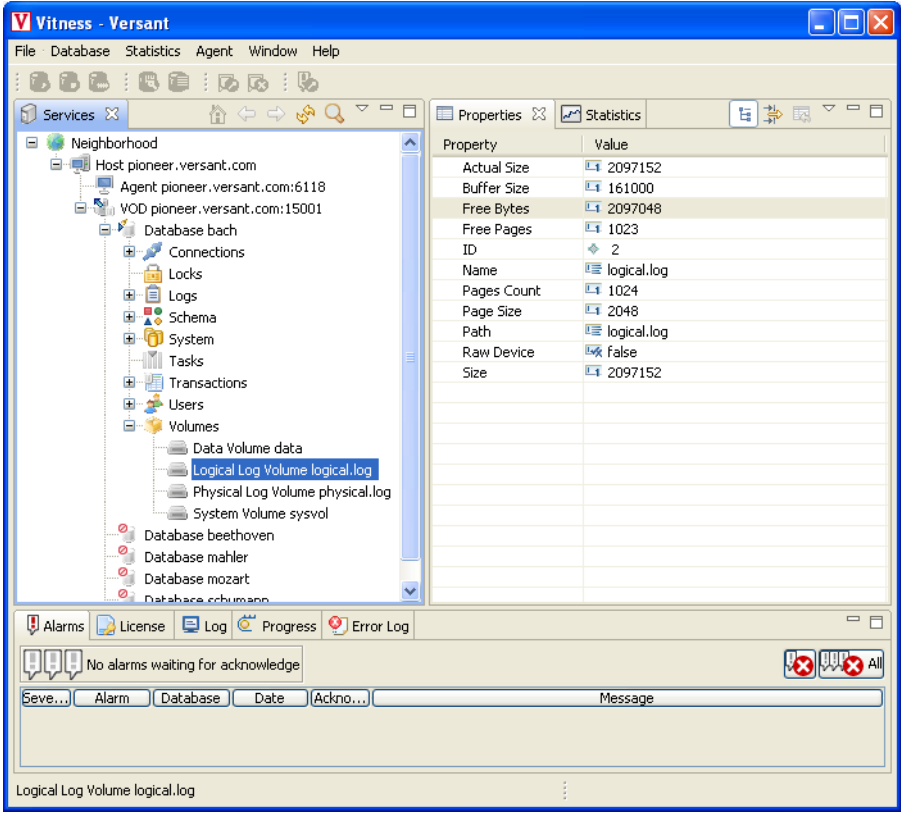 Vitness - Versant
File Database Statistics Agent Window Help
Services
Neighborhood
Host pioneer.versant.com
Agent pioneer.versant.com:6118
VOD pioneer.versant.com:15001
Database bach
Connections
Locks
Logs
Schema
System
Tasks
Transactions
Users
Volumes
Data Volume data
Logical Log Volume logical.log
Physical Log Volume physical.log
System Volume sysvol
Database beethoven
Database mahler
Database mozart
Database schumann
Properties Statistics
Property Value
Actual Size 2097152
Buffer Size 161000
Free Bytes 2097048
Free Pages 1023
ID 2
Name logical.log
Pages Count 1024
Page Size 2048
Path logical.log
Raw Device false
Size 2097152
Alarms License Log Progress Error Log
No alarms waiting for acknowledge All
Seve... Alarm Database Date Ackno... Message
Logical Log Volume logical.log